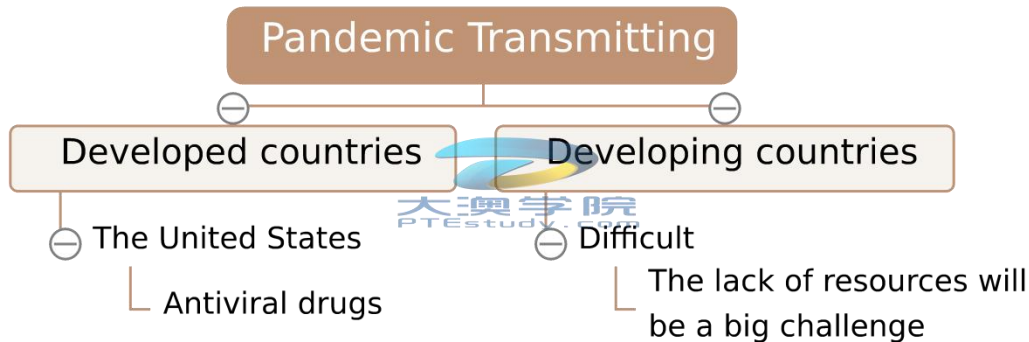 Pandemic Transmitting
Developed countries
Developing countries
大澳学院
PTEstudy.com
The United States
Difficult
Antiviral drugs
The lack of resources will
be a big challenge